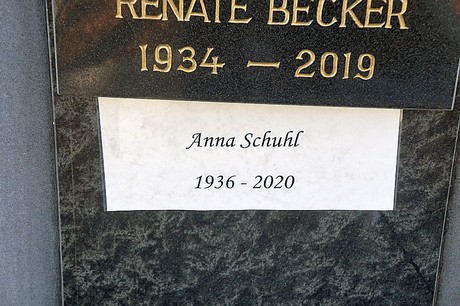 RENATE BECKER
1934 — 2019
Anna Schuhl
1936 - 2020